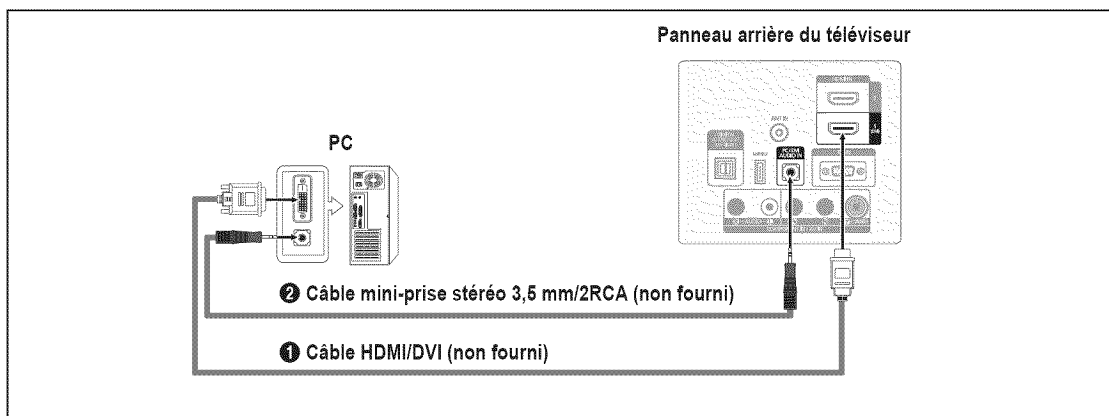 Panneau arrière du téléviseur
PC
ANT IN
PC/DVI
AUDIO IN
❷ Câble mini-prise stéréo 3,5 mm/2RCA (non fourni)
❶ Câble HDMI/DVI (non fourni)